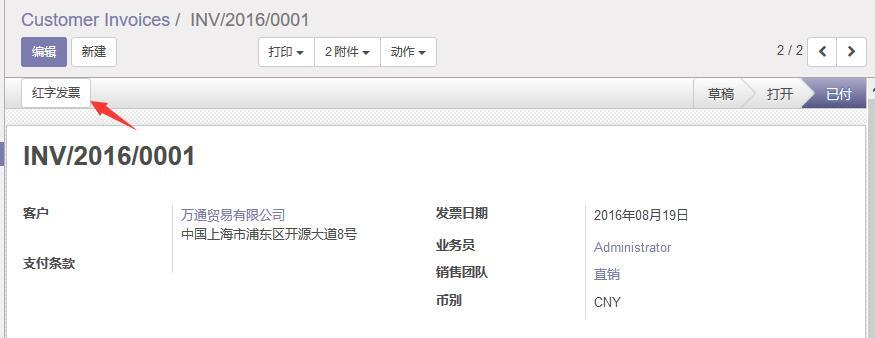 Customer Invoices / INV/2016/0001
编辑 新建 打印 2 附件 动作 2 / 2
红字发票 草稿 打开 已付
INV/2016/0001
客户 万通贸易有限公司 发票日期 2016年08月19日
中国上海市浦东区开源大道8号
业务员 Administrator
支付条款 销售团队 直销
币别 CNY